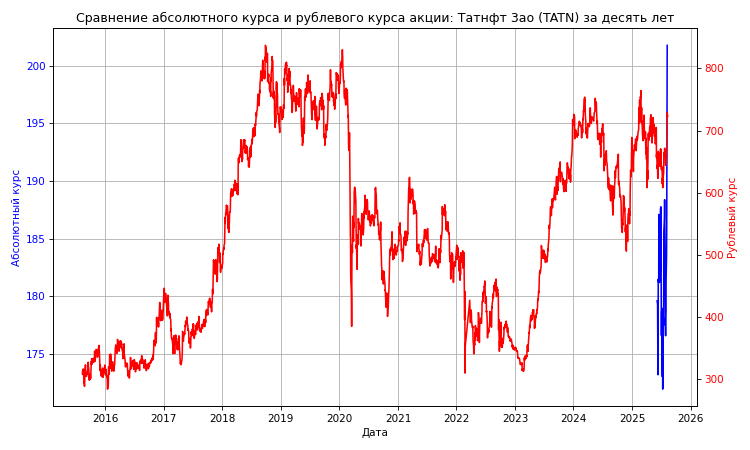 Сравнение абсолютного курса и рублевого курса акции: Татнфт 3ао (TATN) за десять лет
200
195
190
185
180
175
Абсолютный курс
800
700
600
500
400
300
Рублевый курс
2016 2017 2018 2019 2020 2021 2022 2023 2024 2025 2026
Дата